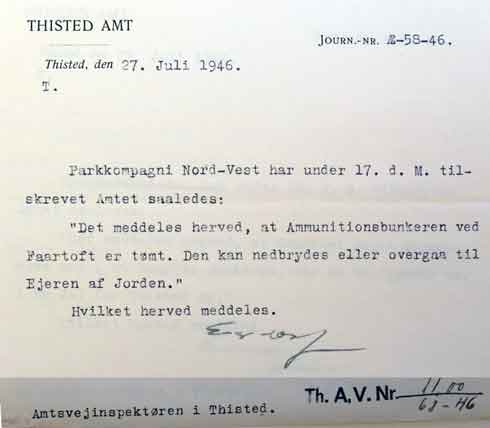 THISTED AMT
JOURN.-NR. Æ-58-46.
Thisted, den 27. Juli 1946.
T.
Parkkompagni Nord-Vest har under 17. d. M. til-
skrevet Amtet saaledes:
"Det meddeles herved, at Ammunitionsbunkeren ved
Faartoft er tømt. Den kan nedbrydes eller overgaa til
Ejeren af Jorden."
Hvilket herved meddeles.
Th. A. V. Nr. 11.00
68-46
Amtsvejinspektøren i Thisted.